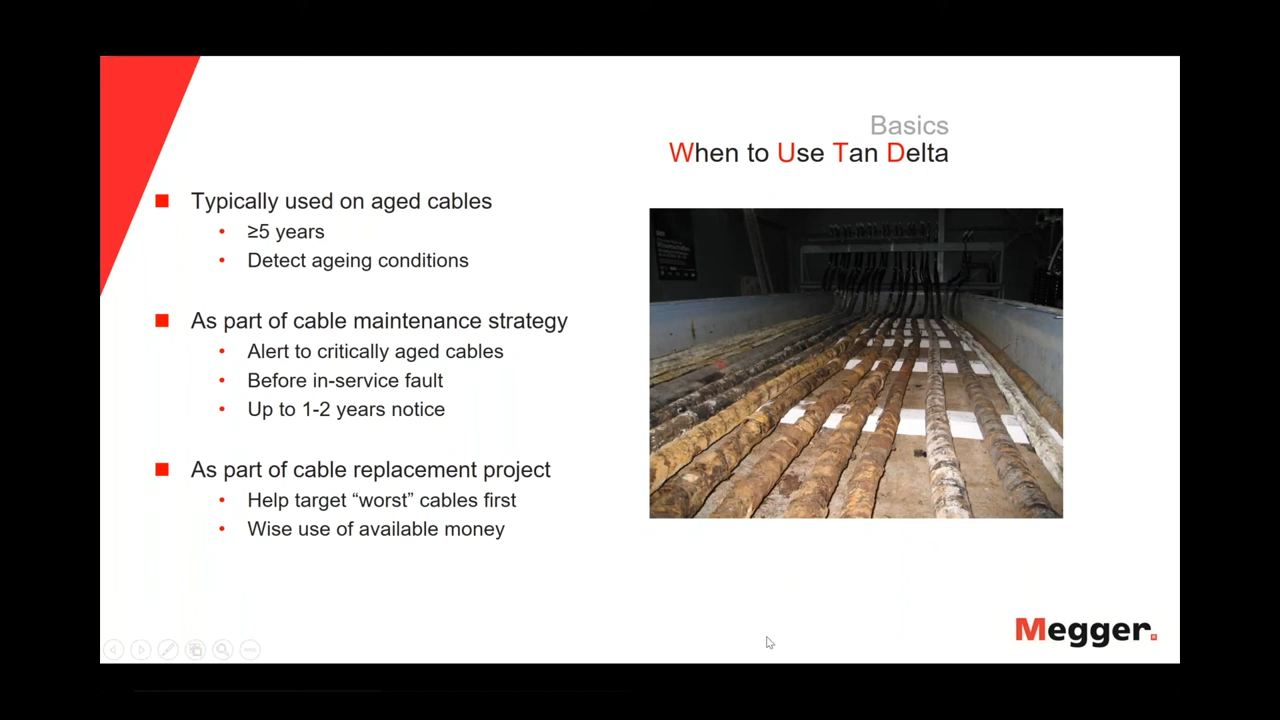 Basics
When to Use Tan Delta
Typically used on aged cables
≥5 years
Detect ageing conditions
As part of cable maintenance strategy
Alert to critically aged cables
Before in-service fault
Up to 1-2 years notice
As part of cable replacement project
Help target “worst” cables first
Wise use of available money
Megger.